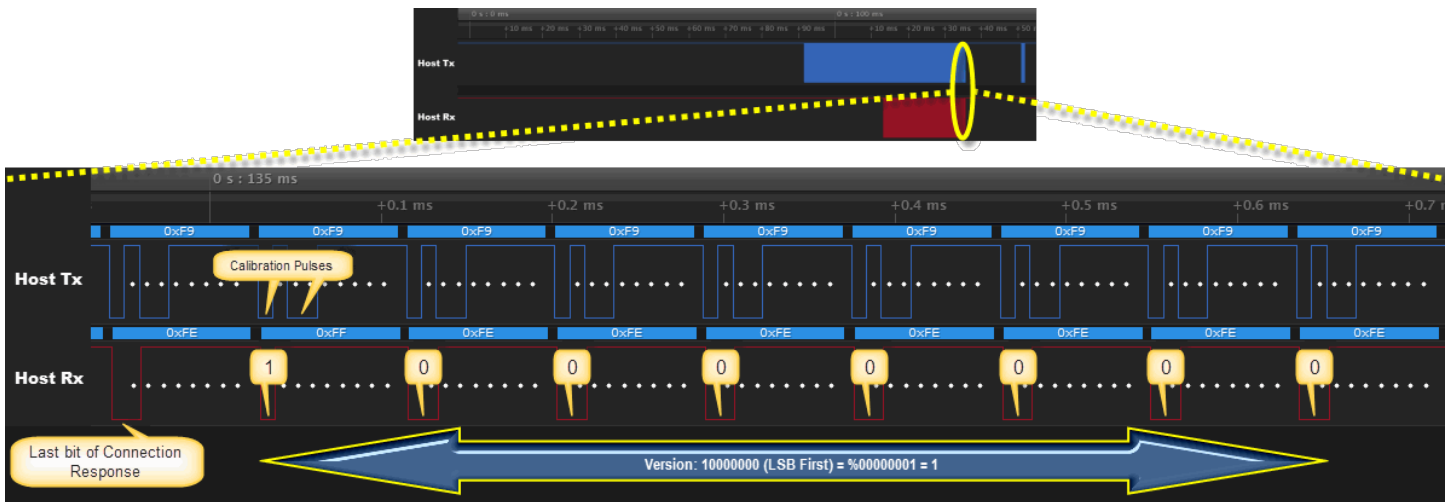 0 s : 0 ms 0 s : 100 ms
+10 ms +20 ms +30 ms +40 ms +50 ms +60 ms +70 ms +80 ms +90 ms +10 ms +20 ms +30 ms +40 ms
Host Tx
Host Rx
0 s : 135 ms
+0.1 ms +0.2 ms +0.3 ms +0.4 ms +0.5 ms +0.6 ms
0xF9 0xF9 0xF9 0xF9 0xF9 0xF9 0xF9 0xF9 0xF9
Calibration Pulses
Host Tx
0xFE 0xFF 0xFE 0xFE 0xFE 0xFE 0xFE 0xFE 0xFE
1 0 0 0 0 0 0 0
Host Rx
Last bit of Connection
Response
Version: 10000000 (LSB First) = %00000001 = 1